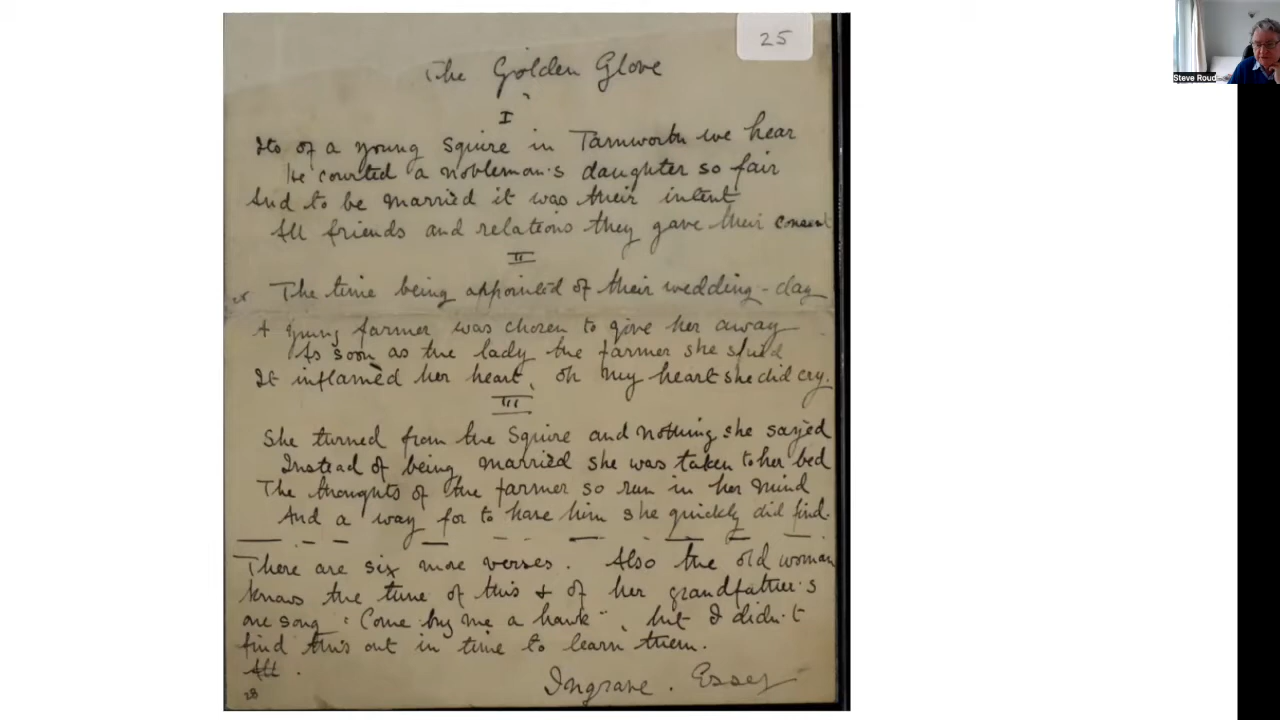 25
The Golden Glove
I
Its of a young Squire in Tamworth we hear
He courted a nobleman's daughter so fair
And to be married it was their intent
All friends and relations they gave their consent
II
The time being appointed of their wedding-day
A young farmer was chosen to give her away
As soon as the lady the farmer she spied
It inflamed her heart, oh my heart she did cry.
III
She turned from the Squire and nothing she sayed
Instead of being married she was taken to her bed
The thoughts of the farmer so run in her mind
And a way for to have him she quickly did find.
There are six more verses. Also the old woman
knows the tune of this & of her grandfather's
one song "Come buy me a hawk", but I didn't
find this out in time to learn them.
All.
Ingrave. Essex
28
Steve Roud